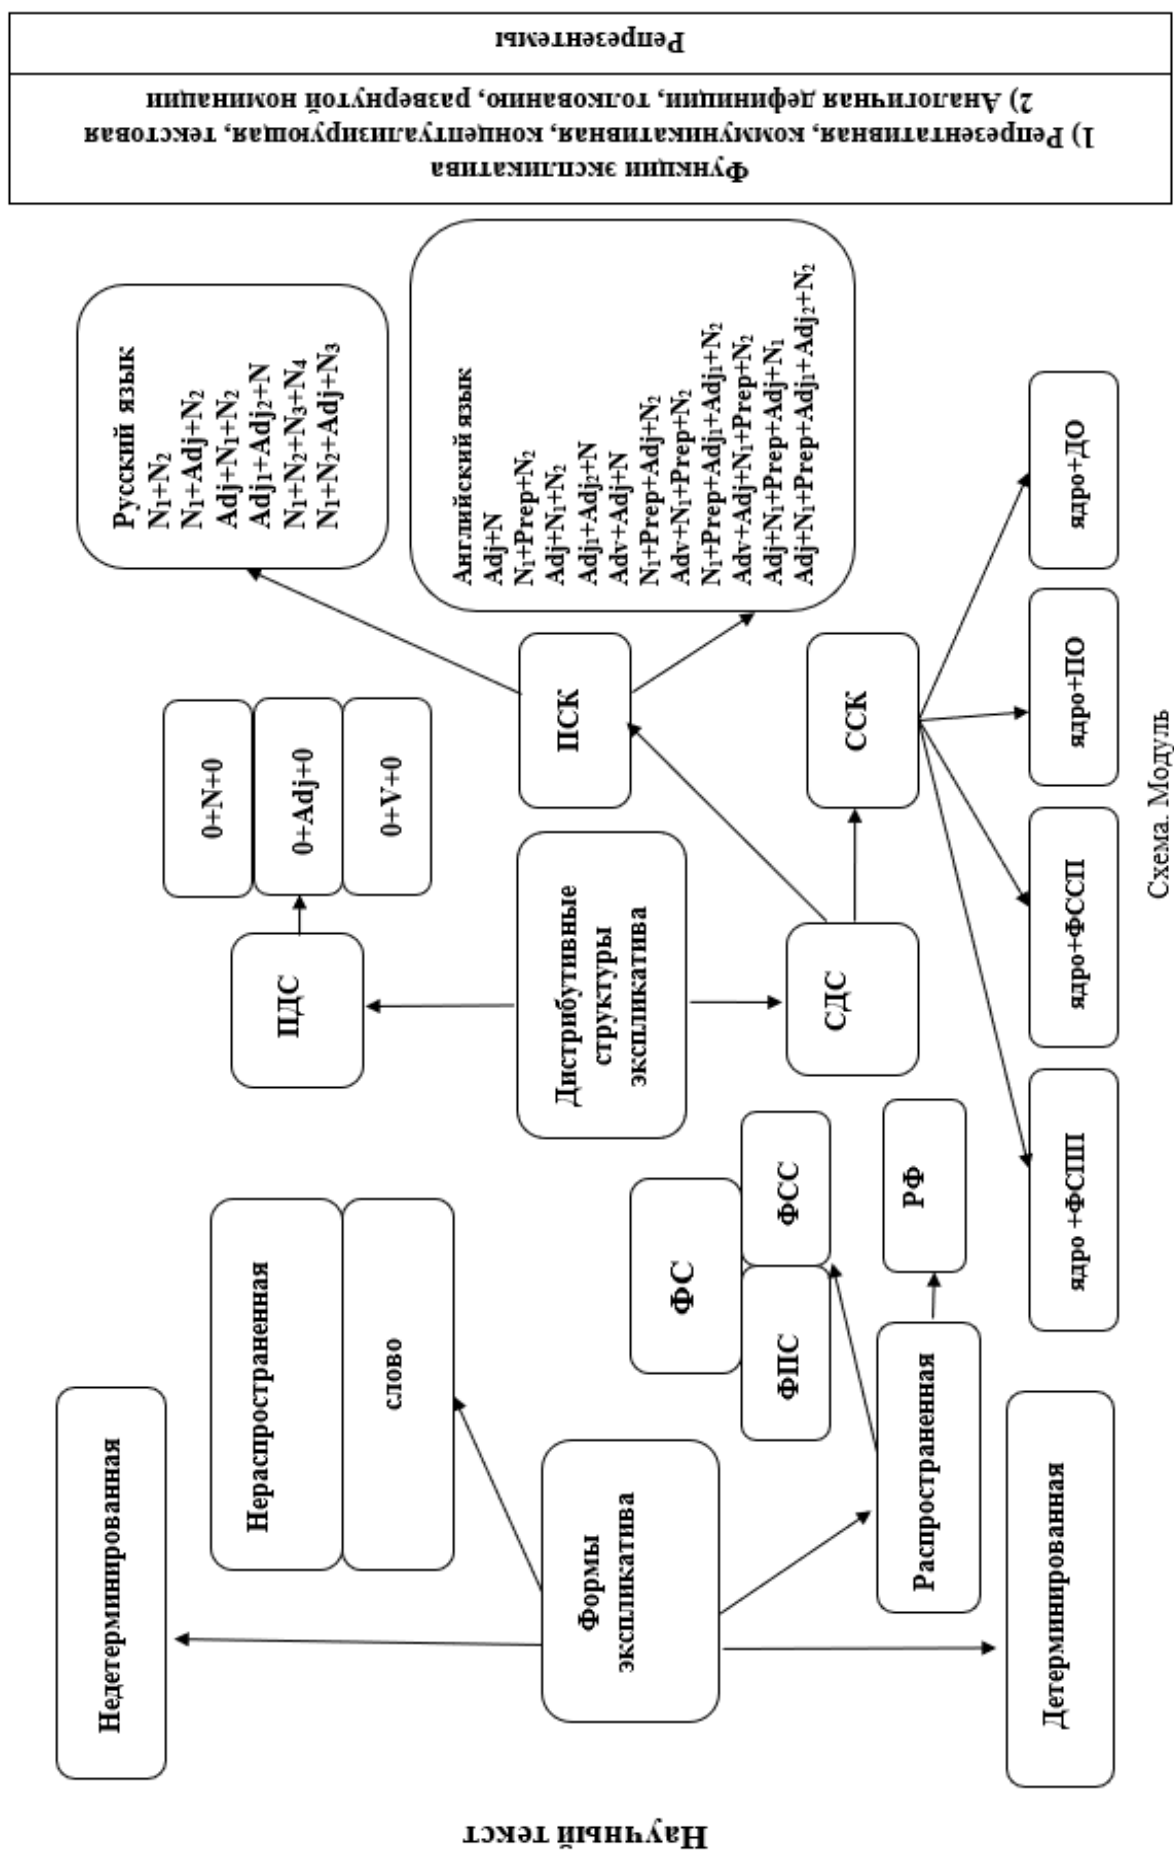 Научный текст
Недетерминированная
Нераспространенная
слово
Формы
экспликатива
ФС
ФПС
ФСС
Распространенная
РФ
Детерминированная
ПДС
0+N+0
0+Adj+0
0+V+0
Дистрибутивные
структуры
экспликатива
СДС
ПСК
ССК
Русский язык
N₁+N₂
N₁+Adj+N₂
Adj+N₁+N₂
Adj₁+Adj₂+N
N₁+N₂+N₃+N₄
N₁+N₂+Adj+N₃
Английский язык
Adj+N
N₁+Prep+N₂
Adj+N₁+N₂
Adj₁+Adj₂+N
Adv+Adj+N
N₁+Prep+Adj+N₂
Adv+N₁+Prep+N₂
N₁+Prep+Adj₁+Adj₁+N₂
Adv+Adj+N₁+Prep+N₂
Adj+N₁+Prep+Adj+N₁
Adj+N₁+Prep+Adj₁+Adj₂+N₂
ядро +ФСПП
ядро+ФССП
ядро+ПО
ядро+ДО
Функции экспликатива
1) Репрезентативная, коммуникативная, концептуализирующая, текстовая
2) Аналогичная дефиниции, толкованию, развернутой номинации
Репрезентемы
Схема. Модуль